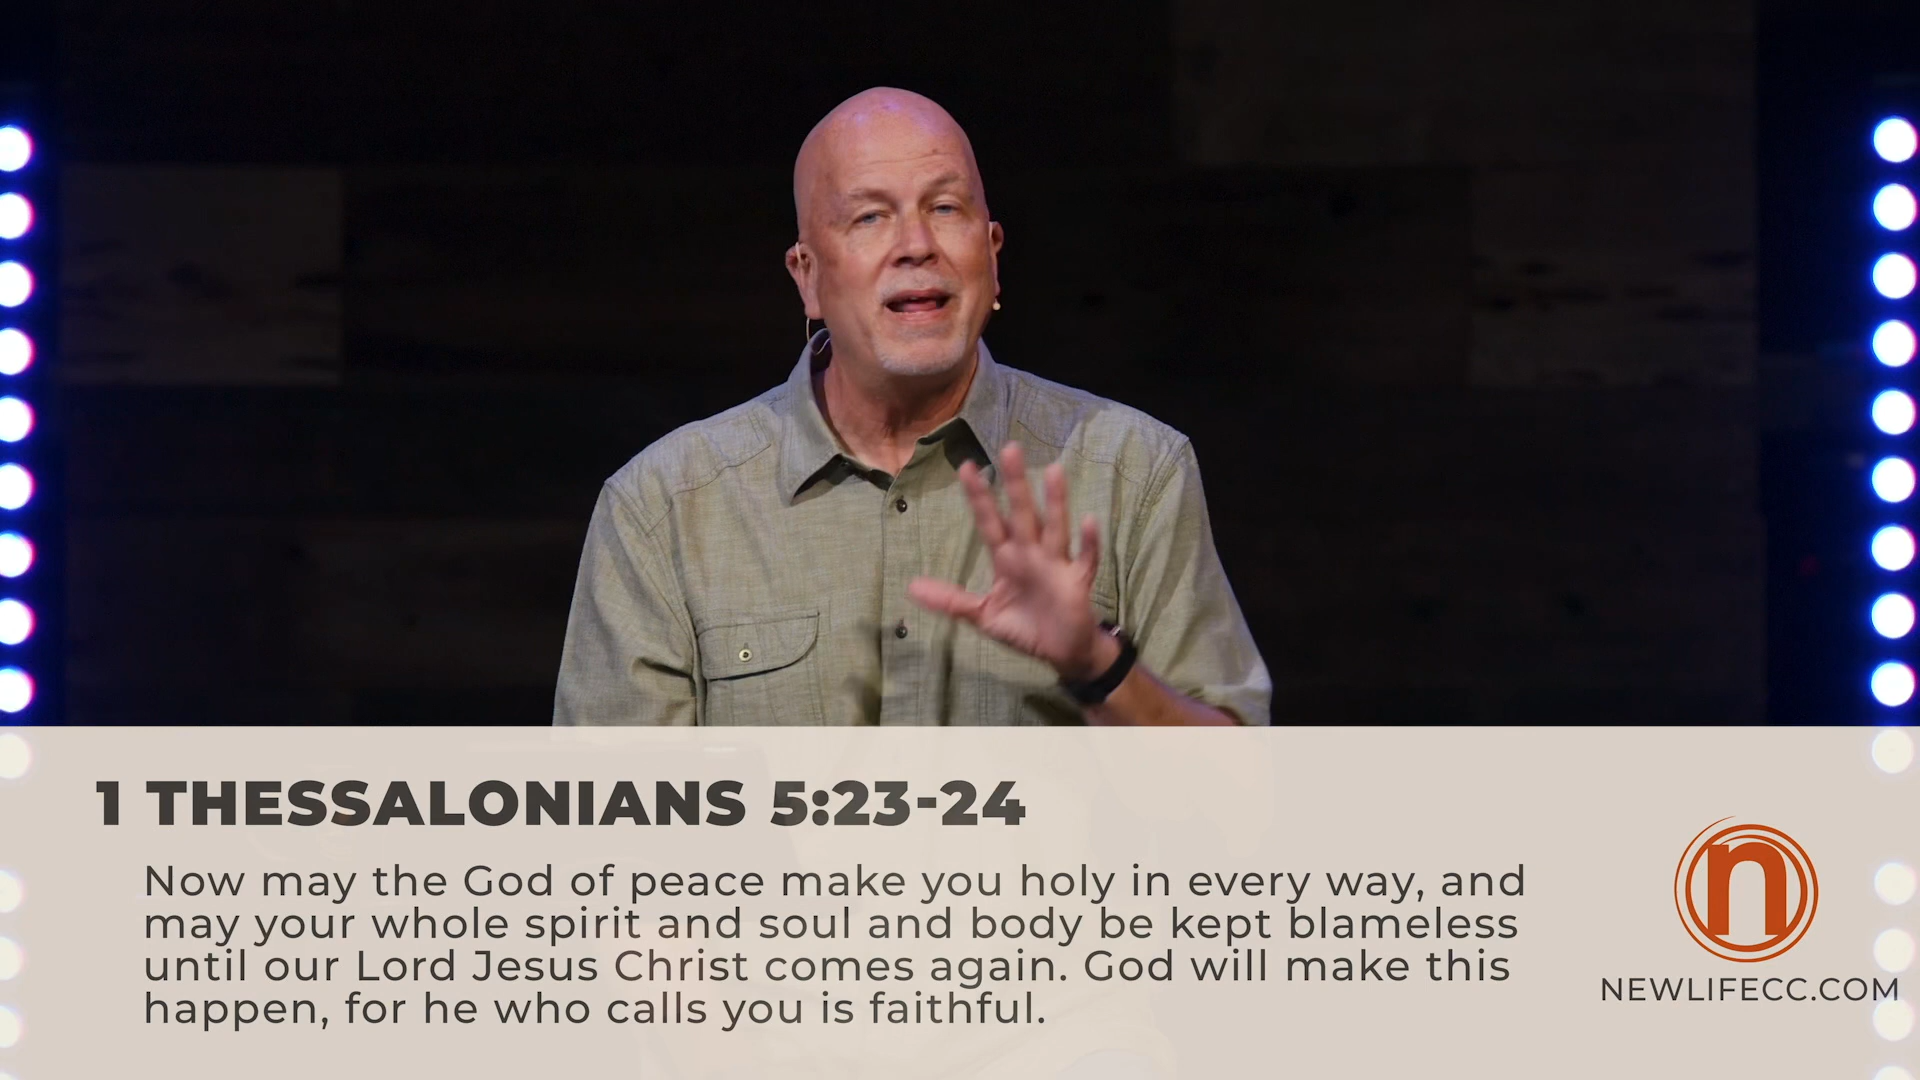 1 THESSALONIANS 5:23-24
Now may the God of peace make you holy in every way, and
may your whole spirit and soul and body be kept blameless
until our Lord Jesus Christ comes again. God will make this
happen, for he who calls you is faithful.
n
NEWLIFECC.COM